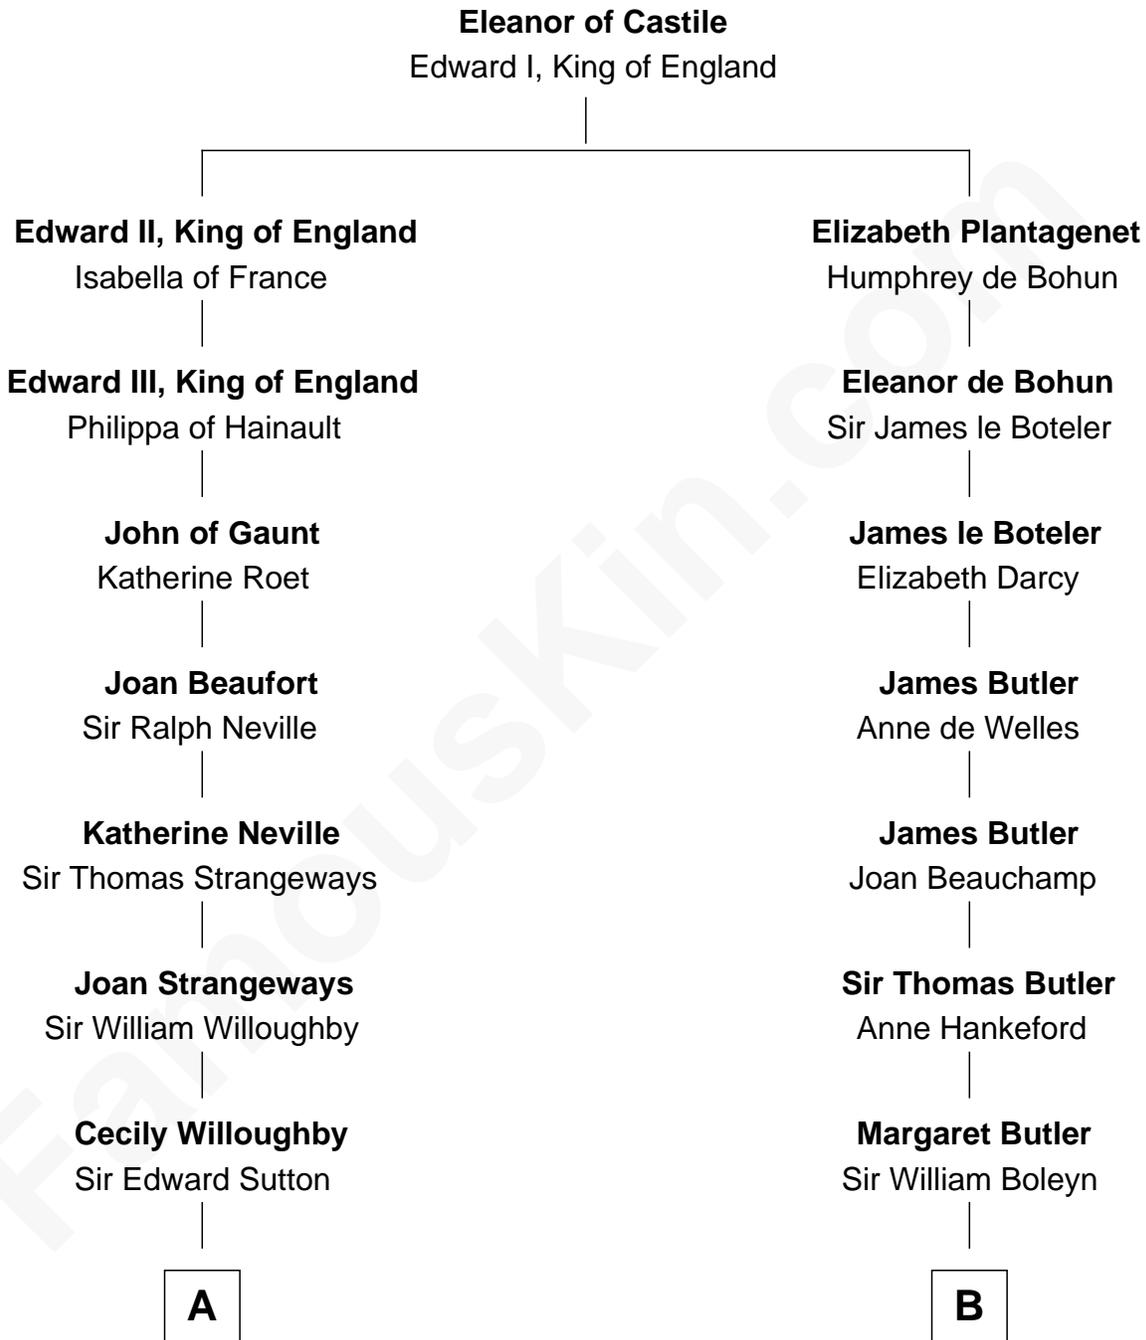 Eleanor of Castile
Edward I, King of England
Edward II, King of England
Isabella of France
Edward III, King of England
Philippa of Hainault
John of Gaunt
Katherine Roet
Joan Beaufort
Sir Ralph Neville
Katherine Neville
Sir Thomas Strangeways
Joan Strangeways
Sir William Willoughby
Cecily Willoughby
Sir Edward Sutton
A
Elizabeth Plantagenet
Humphrey de Bohun
Eleanor de Bohun
Sir James le Boteler
James le Boteler
Elizabeth Darcy
James Butler
Anne de Welles
James Butler
Joan Beauchamp
Sir Thomas Butler
Anne Hankeford
Margaret Butler
Sir William Boleyn
B
FamousKin.com